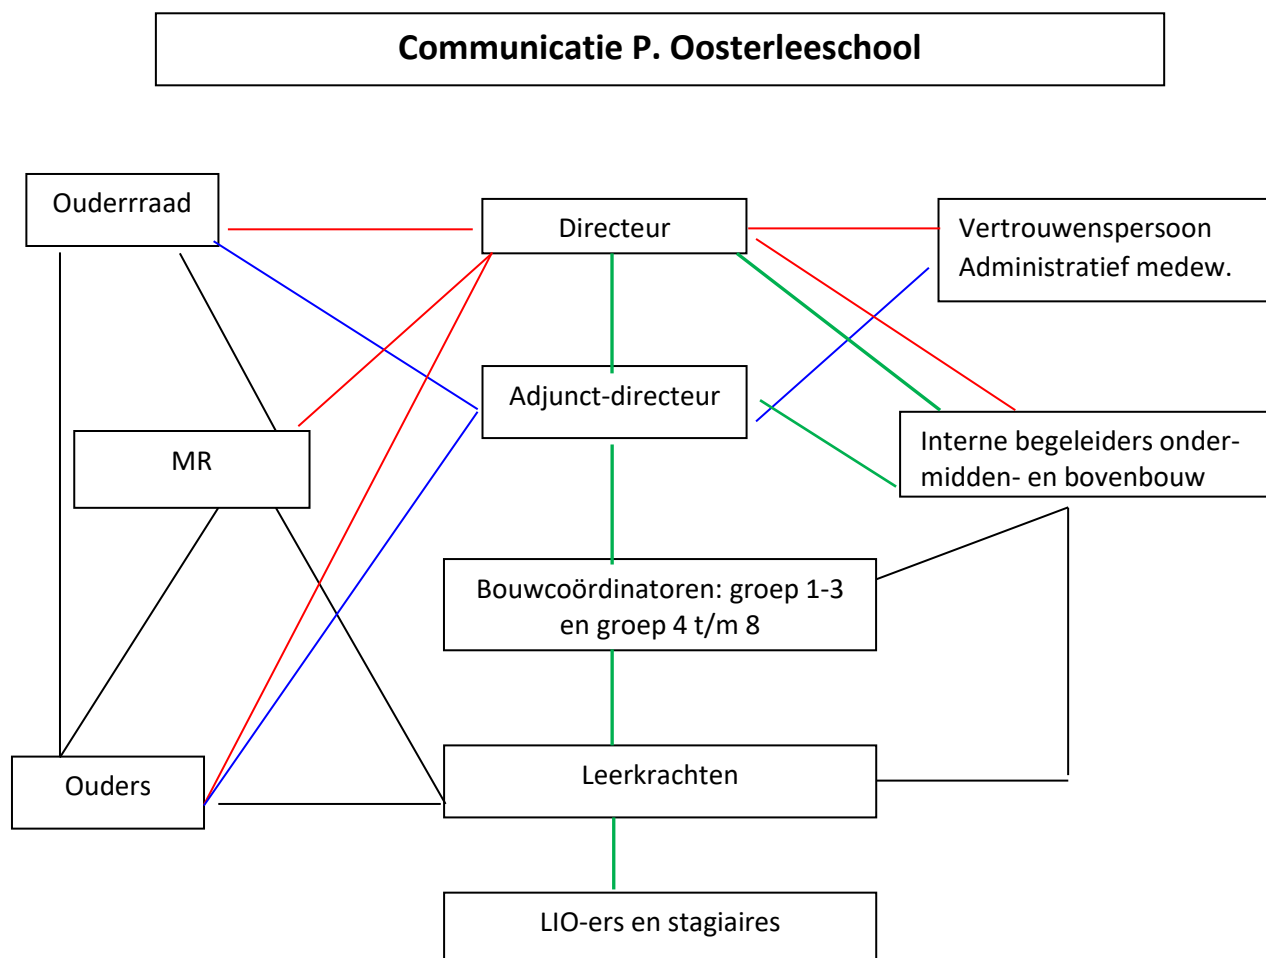 Communicatie P. Oosterleeschool
Ouderrraad
Directeur
Vertrouwenspersoon
Administratief medew.
Adjunct-directeur
Interne begeleiders onder-
midden- en bovenbouw
MR
Bouwcoördinatoren: groep 1-3
en groep 4 t/m 8
Ouders
Leerkrachten
LIO-ers en stagiaires